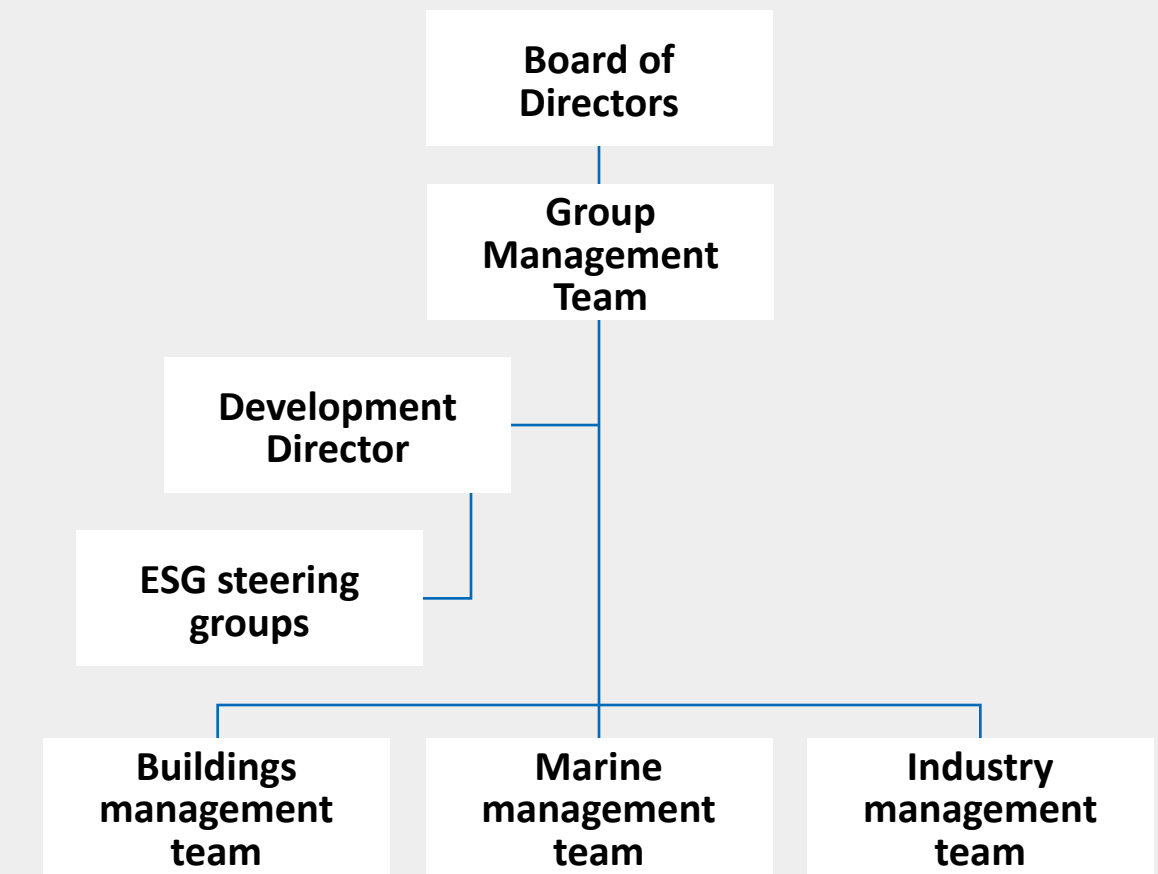 Board of
Directors
Group
Management
Team
Development
Director
ESG steering
groups
Buildings
management
team
Marine
management
team
Industry
management
team